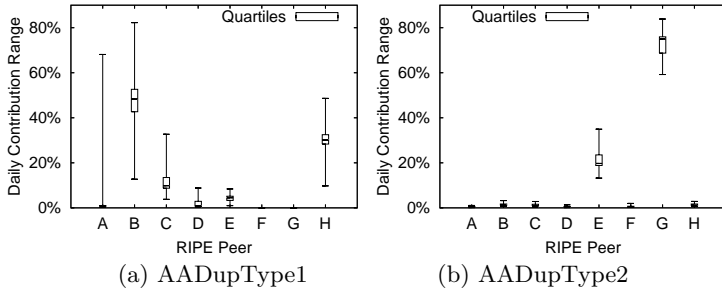 Quartiles
80%
60%
40%
20%
0%
Daily Contribution Range
A B C D E F G H
RIPE Peer
(a) AADupType1
Quartiles
80%
60%
40%
20%
0%
Daily Contribution Range
A B C D E F G H
RIPE Peer
(b) AADupType2